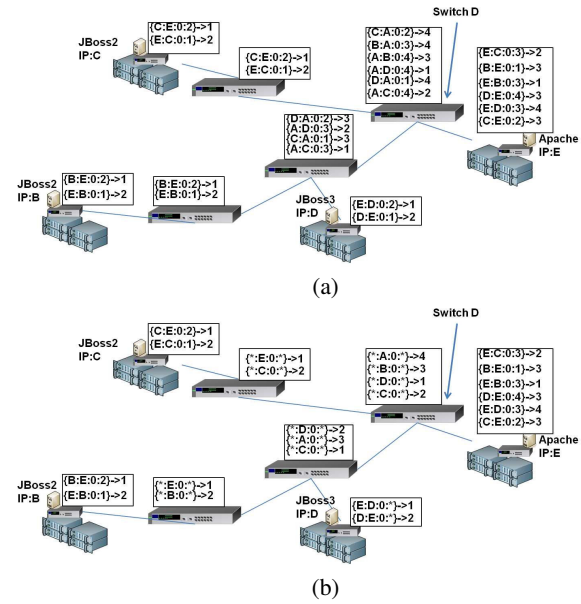 Switch D
{C:E:0:2}->1
{E:C:0:1}->2
JBoss2
IP:C
{C:E:0:2}->1
{E:C:0:1}->2
{C:A:0:2}->4
{B:A:0:3}->4
{A:B:0:4}->3
{A:D:0:4}->1
{D:A:0:1}->4
{A:C:0:4}->2
{E:C:0:3}->2
{B:E:0:1}->3
{E:B:0:3}->1
{D:E:0:4}->3
{E:D:0:3}->4
{C:E:0:2}->3
Apache
IP:E
{D:A:0:2}->3
{A:D:0:3}->2
{C:A:0:1}->3
{A:C:0:3}->1
JBoss2
IP:B
{B:E:0:2}->1
{E:B:0:1}->2
{B:E:0:2}->1
{E:B:0:1}->2
JBoss3
IP:D
{E:D:0:2}->1
{D:E:0:1}->2
(a)
Switch D
{C:E:0:2}->1
{E:C:0:1}->2
JBoss2
IP:C
{*:E:0:*}->1
{*:C:0:*}->2
{*:A:0:*}->4
{*:B:0:*}->3
{*:D:0:*}->1
{*:C:0:*}->2
{E:C:0:3}->2
{B:E:0:1}->3
{E:B:0:3}->1
{D:E:0:4}->3
{E:D:0:3}->4
{C:E:0:2}->3
Apache
IP:E
{*:D:0:*}->2
{*:A:0:*}->3
{*:C:0:*}->1
JBoss2
IP:B
{B:E:0:2}->1
{E:B:0:1}->2
{*:E:0:*}->1
{*:B:0:*}->2
JBoss3
IP:D
{E:D:0:*}->1
{D:E:0:*}->2
(b)